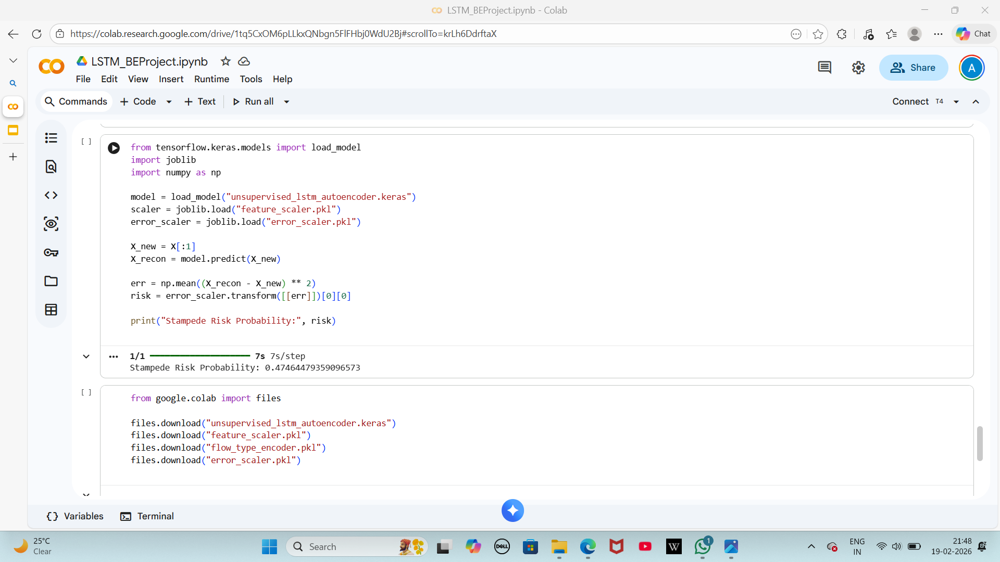 LSTM_BEProject.ipynb - Colab
https://colab.research.google.com/drive/1tq5CxOM6pLLkxQNbgn5FlFHbj0WdU2Bj#scrollTo=krLh6DdrftaX
Chat
LSTM_BEProject.ipynb
File Edit View Insert Runtime Tools Help
Share
A
Commands + Code + Text Run all
Connect T4
[ ]
from tensorflow.keras.models import load_model
import joblib
import numpy as np
model = load_model("unsupervised_lstm_autoencoder.keras")
scaler = joblib.load("feature_scaler.pkl")
error_scaler = joblib.load("error_scaler.pkl")
X_new = X[:1]
X_recon = model.predict(X_new)
err = np.mean((X_recon - X_new) ** 2)
risk = error_scaler.transform([[err]])[0][0]
print("Stampede Risk Probability:", risk)
1/1 ━━━━━━━━━━━━━━━━━━━━ 7s 7s/step
Stampede Risk Probability: 0.47464479359096573
[ ]
from google.colab import files
files.download("unsupervised_lstm_autoencoder.keras")
files.download("feature_scaler.pkl")
files.download("flow_type_encoder.pkl")
files.download("error_scaler.pkl")
{} Variables Terminal
25°C
Clear
Search
DELL
W
1
ENG
IN
21:48
19-02-2026